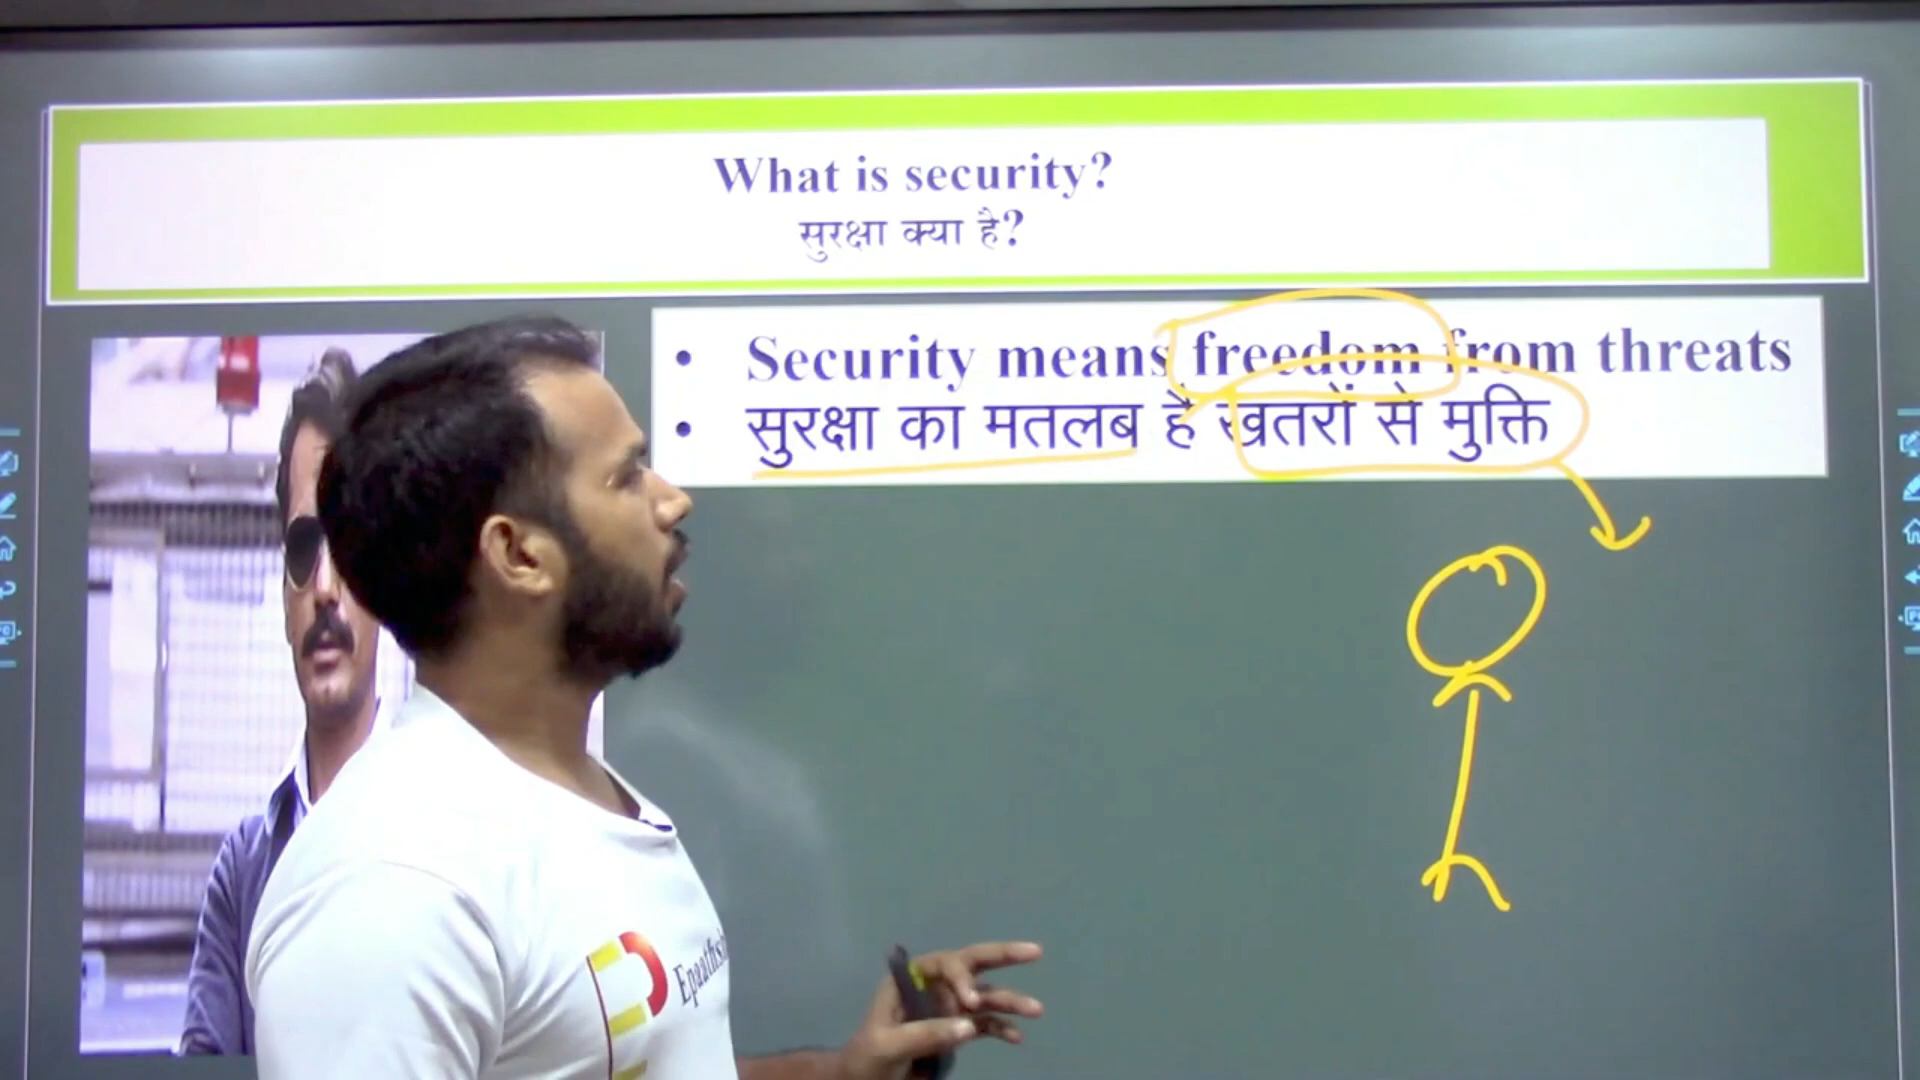 What is security?
सुरक्षा क्या है?
• Security means freedom from threats
• सुरक्षा का मतलब है खतरों से मुक्ति